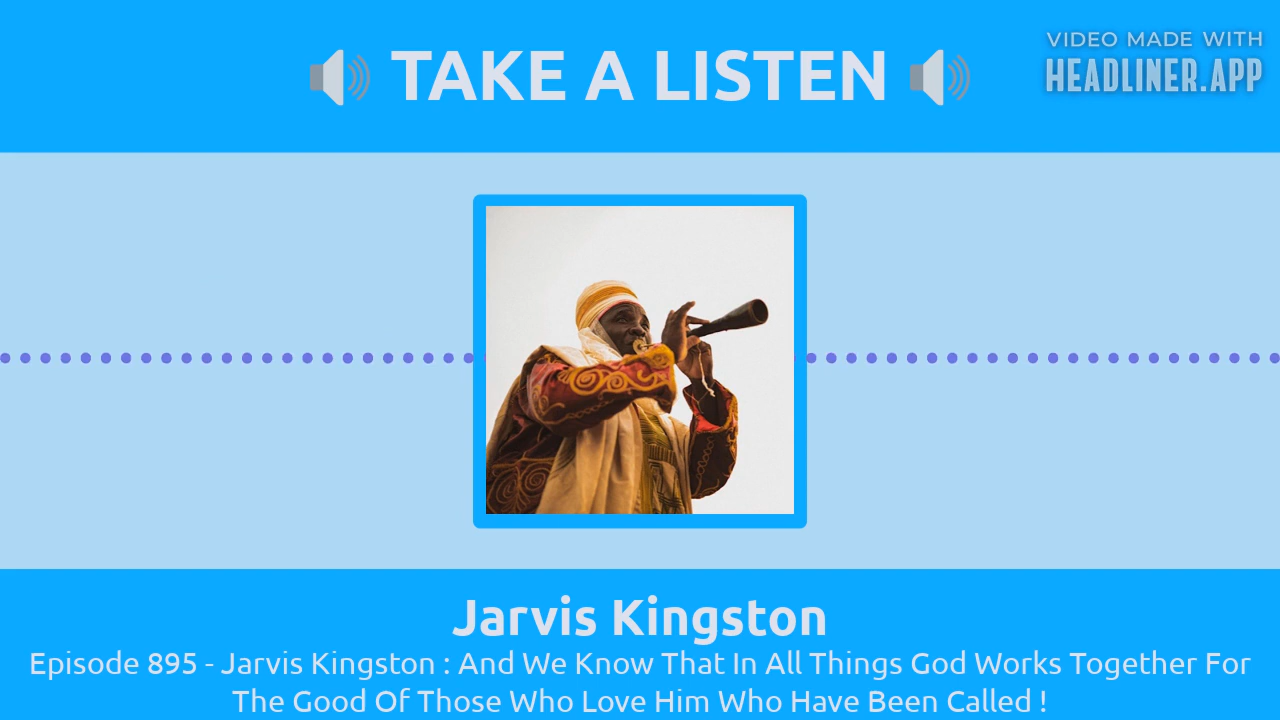 VIDEO MADE WITH
HEADLINER.APP
TAKE A LISTEN
Jarvis Kingston
Episode 895 - Jarvis Kingston : And We Know That In All Things God Works Together For
The Good Of Those Who Love Him Who Have Been Called !